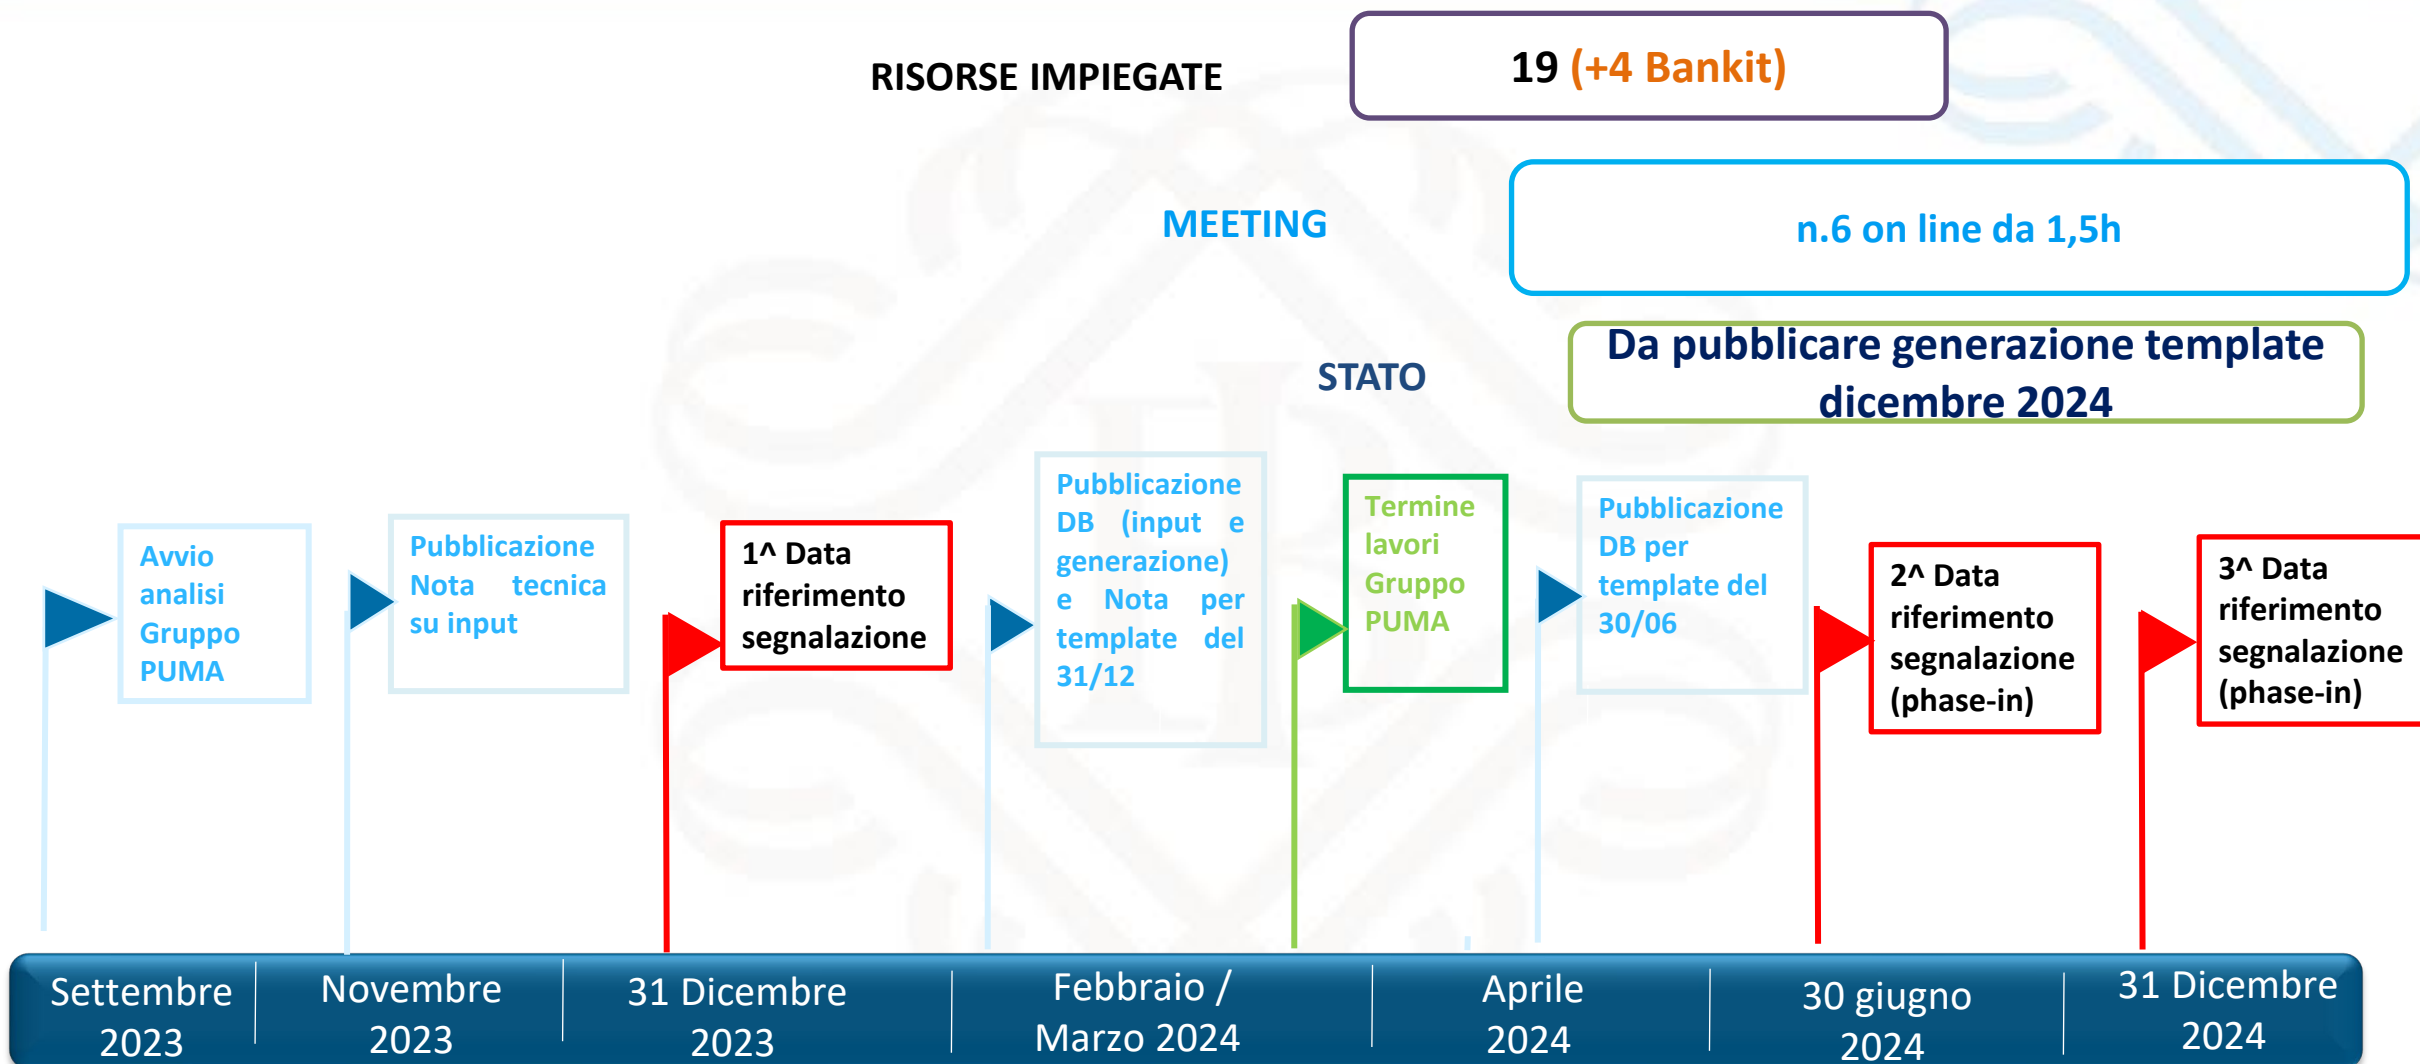 RISORSE IMPIEGATE
19 (+4 Bankit)
MEETING
n.6 on line da 1,5h
STATO
Da pubblicare generazione template
dicembre 2024
Avvio
analisi
Gruppo
PUMA
Pubblicazione
Nota tecnica
su input
1^ Data
riferimento
segnalazione
Pubblicazione
DB (input e
generazione)
e Nota per
template del
31/12
Termine
lavori
Gruppo
PUMA
Pubblicazione
DB per
template del
30/06
2^ Data
riferimento
segnalazione
(phase-in)
3^ Data
riferimento
segnalazione
(phase-in)
Settembre
2023
Novembre
2023
31 Dicembre
2023
Febbraio /
Marzo 2024
Aprile
2024
30 giugno
2024
31 Dicembre
2024